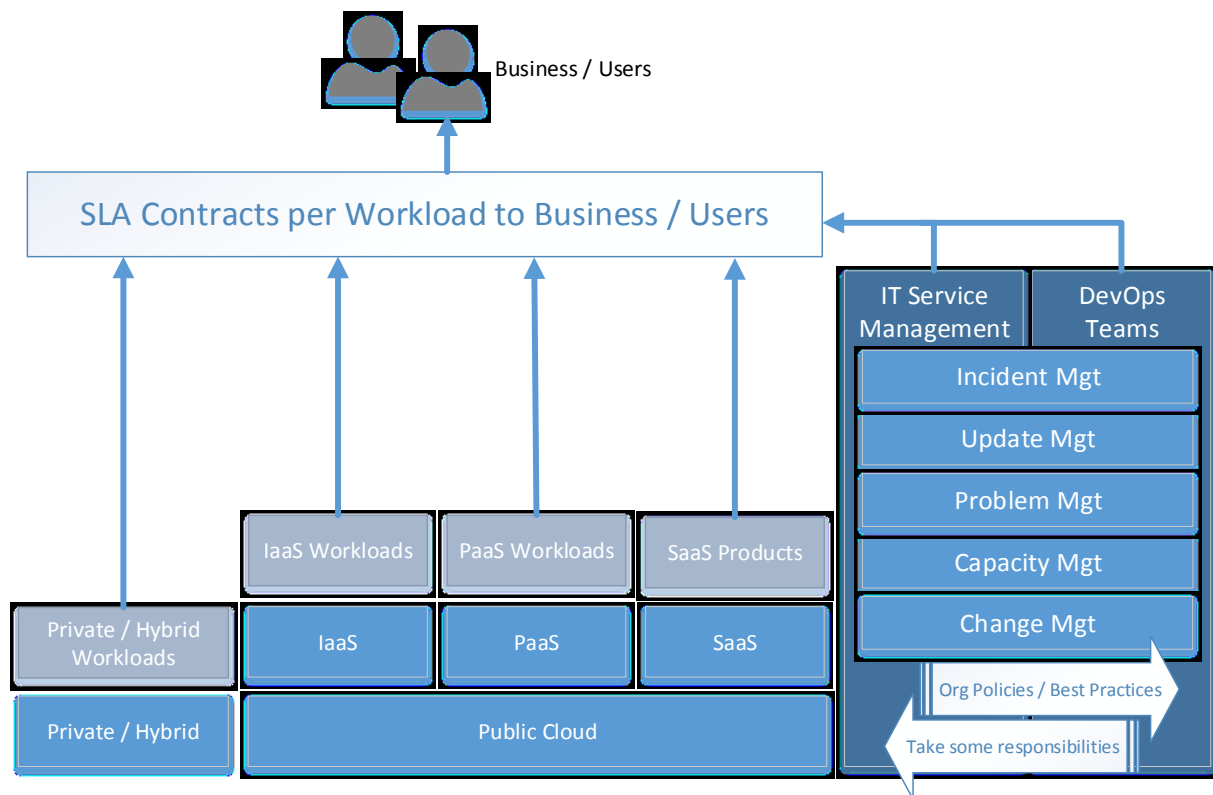 Business / Users
SLA Contracts per Workload to Business / Users
IT Service
Management
DevOps
Teams
Incident Mgt
Update Mgt
Problem Mgt
Capacity Mgt
Change Mgt
Org Policies / Best Practices
Take some responsibilities
IaaS Workloads
PaaS Workloads
SaaS Products
Private / Hybrid
Workloads
IaaS
PaaS
SaaS
Private / Hybrid
Public Cloud